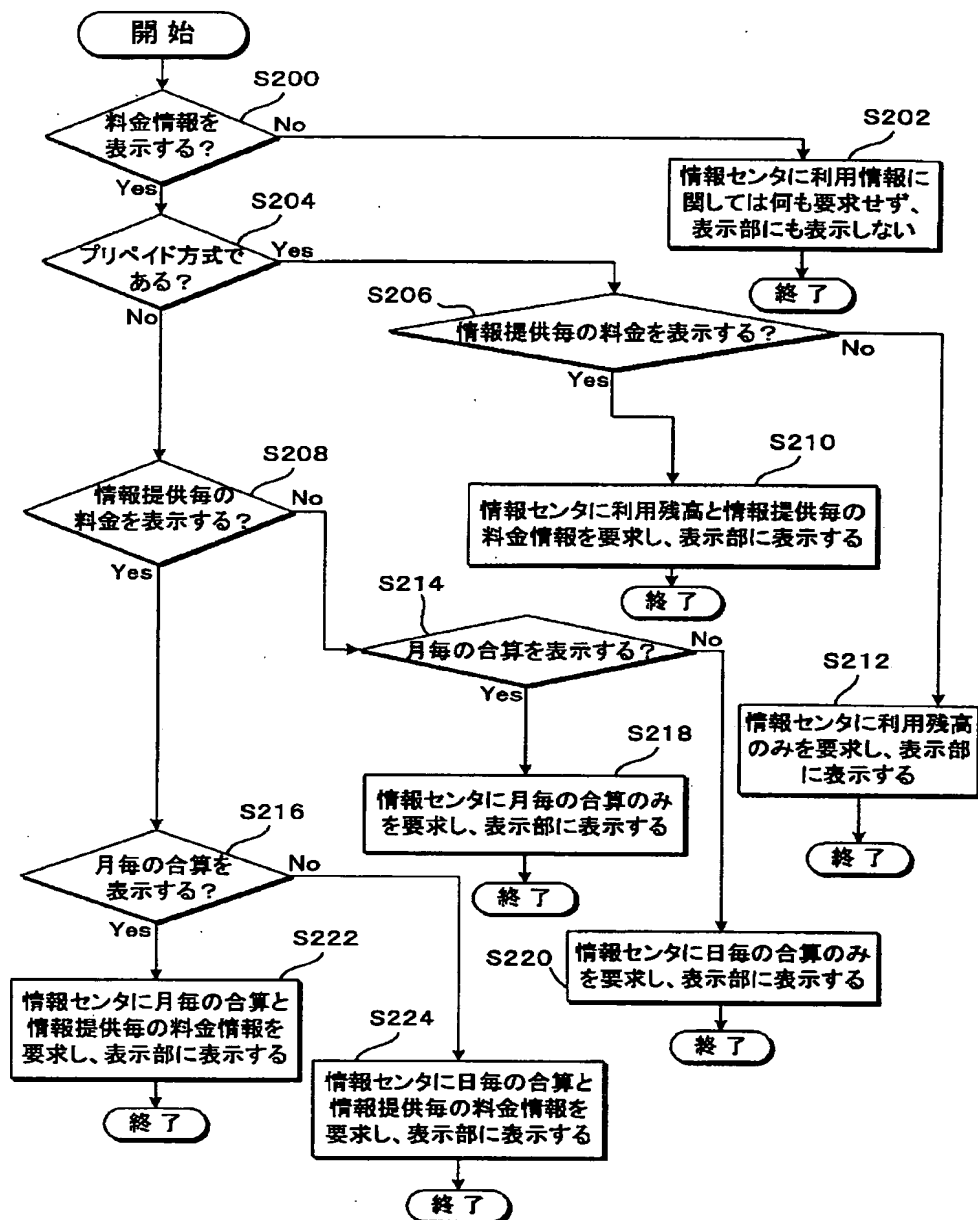 開始
S200
料金情報を
表示する?
No
Yes
S202
情報センタに利用情報に
関しては何も要求せず、
表示部にも表示しない
終了
S204
プリペイド方式で
ある?
Yes
No
S206
情報提供毎の料金を表示する?
No
Yes
S208
情報提供毎の
料金を表示する?
No
Yes
S210
情報センタに利用残高と情報提供毎の
料金情報を要求し、表示部に表示する
終了
S214
月毎の合算を表示する?
No
Yes
S212
情報センタに利用残高
のみを要求し、表示部
に表示する
終了
S218
情報センタに月毎の合算のみ
を要求し、表示部に表示する
終了
S216
月毎の合算を
表示する?
No
Yes
S220
情報センタに日毎の合算のみ
を要求し、表示部に表示する
終了
S222
情報センタに月毎の合算と
情報提供毎の料金情報を
要求し、表示部に表示する
終了
S224
情報センタに日毎の合算と
情報提供毎の料金情報を
要求し、表示部に表示する
終了